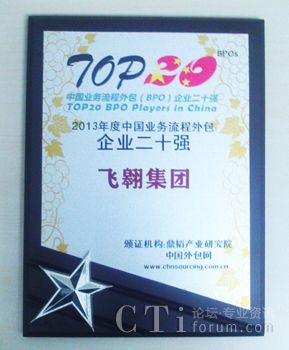 TOP20
BPOs
中国业务流程外包（BPO）企业二十强
TOP20 BPO Players in China
2013年度中国业务流程外包
企业二十强
飞翱集团
颁证机构:鼎韬产业研究院
中国外包网
www.chnsourcing.com.cn
CTi 论坛·专业资讯
forum.com